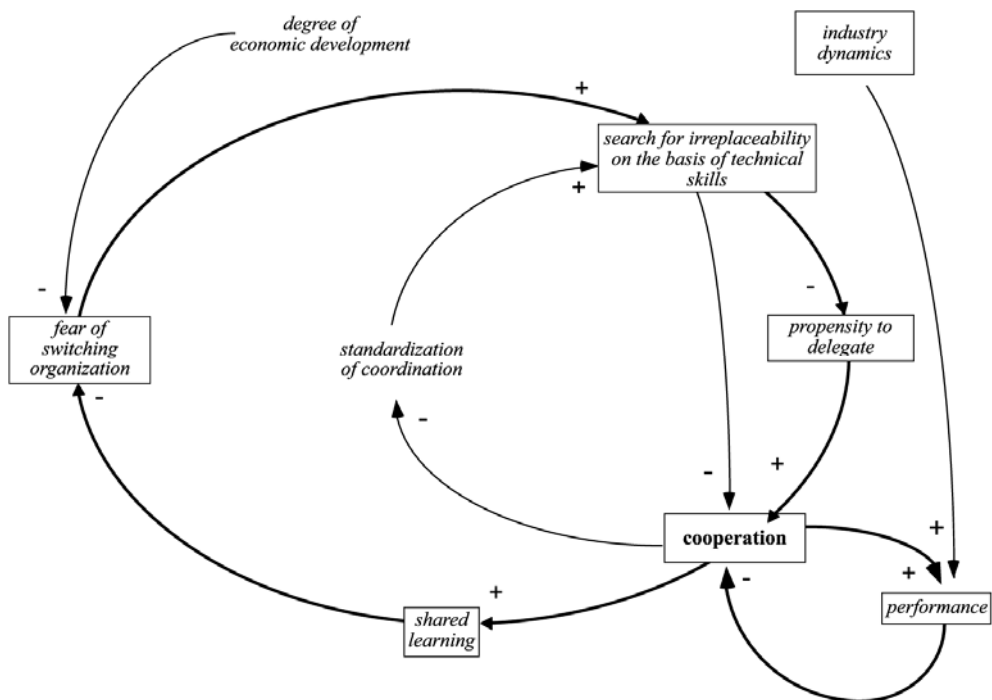 degree of
economic development
industry
dynamics
+
search for irreplaceability
on the basis of technical
skills
+
-
-
fear of
switching
organization
propensity to
delegate
standardization
of coordination
-
-
+
-
cooperation
+
-
+
+
performance
shared
learning